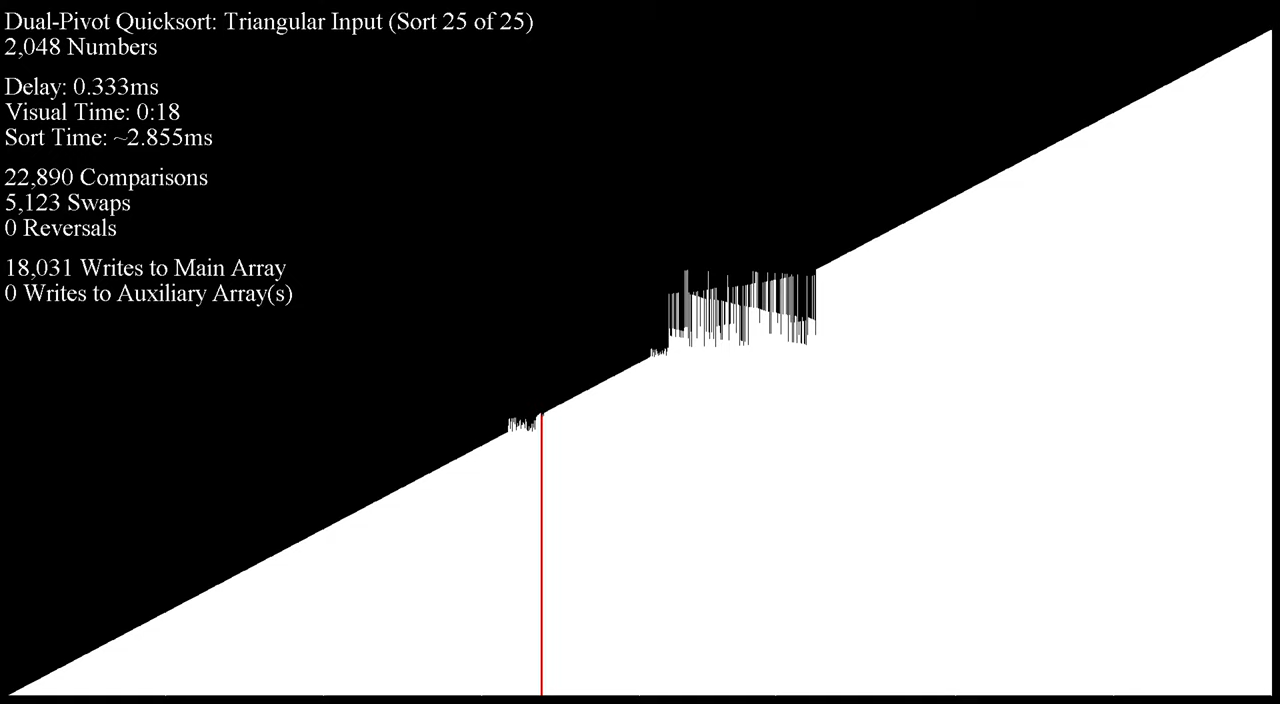 Dual-Pivot Quicksort: Triangular Input (Sort 25 of 25)
2,048 Numbers
Delay: 0.333ms
Visual Time: 0:18
Sort Time: ~2.855ms
22,890 Comparisons
5,123 Swaps
0 Reversals
18,031 Writes to Main Array
0 Writes to Auxiliary Array(s)